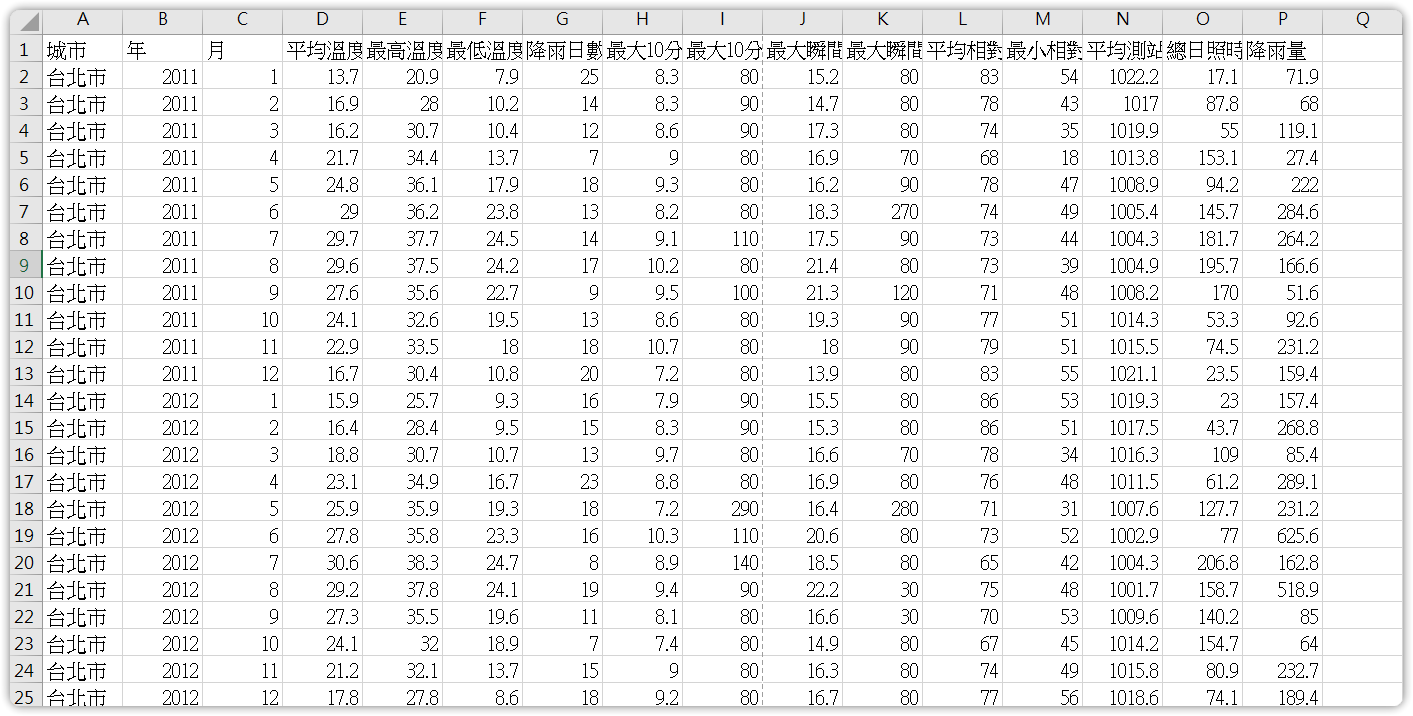 A B C D E F G H I J K L M N O P Q
1 城市 年 月 平均溫度 最高溫度 最低溫度 降雨日數 最大10分 最大10分 最大瞬間 最大瞬間 平均相對 最小相對 平均測站 總日照時 降雨量
2 台北市 2011 1 13.7 20.9 7.9 25 8.3 80 15.2 80 83 54 1022.2 17.1 71.9
3 台北市 2011 2 16.9 28 10.2 14 8.3 90 14.7 80 78 43 1017 87.8 68
4 台北市 2011 3 16.2 30.7 10.4 12 8.6 90 17.3 80 74 35 1019.9 55 119.1
5 台北市 2011 4 21.7 34.4 13.7 7 9 80 16.9 70 68 18 1013.8 153.1 27.4
6 台北市 2011 5 24.8 36.1 17.9 18 9.3 80 16.2 90 78 47 1008.9 94.2 222
7 台北市 2011 6 29 36.2 23.8 13 8.2 80 18.3 270 74 49 1005.4 145.7 284.6
8 台北市 2011 7 29.7 37.7 24.5 14 9.1 110 17.5 90 73 44 1004.3 181.7 264.2
9 台北市 2011 8 29.6 37.5 24.2 17 10.2 80 21.4 80 73 39 1004.9 195.7 166.6
10 台北市 2011 9 27.6 35.6 22.7 9 9.5 100 21.3 120 71 48 1008.2 170 51.6
11 台北市 2011 10 24.1 32.6 19.5 13 8.6 80 19.3 90 77 51 1014.3 53.3 92.6
12 台北市 2011 11 22.9 33.5 18 18 10.7 80 18 90 79 51 1015.5 74.5 231.2
13 台北市 2011 12 16.7 30.4 10.8 20 7.2 80 13.9 80 83 55 1021.1 23.5 159.4
14 台北市 2012 1 15.9 25.7 9.3 16 7.9 90 15.5 80 86 53 1019.3 23 157.4
15 台北市 2012 2 16.4 28.4 9.5 15 8.3 90 15.3 80 86 51 1017.5 43.7 268.8
16 台北市 2012 3 18.8 30.7 10.7 13 9.7 80 16.6 70 78 34 1016.3 109 85.4
17 台北市 2012 4 23.1 34.9 16.7 23 8.8 80 16.9 80 76 48 1011.5 61.2 289.1
18 台北市 2012 5 25.9 35.9 19.3 18 7.2 290 16.4 280 71 31 1007.6 127.7 231.2
19 台北市 2012 6 27.8 35.8 23.3 16 10.3 110 20.6 80 73 52 1002.9 77 625.6
20 台北市 2012 7 30.6 38.3 24.7 8 8.9 140 18.5 80 65 42 1004.3 206.8 162.8
21 台北市 2012 8 29.2 37.8 24.1 19 9.4 90 22.2 30 75 48 1001.7 158.7 518.9
22 台北市 2012 9 27.3 35.5 19.6 11 8.1 80 16.6 30 70 53 1009.6 140.2 85
23 台北市 2012 10 24.1 32 18.9 7 7.4 80 14.9 80 67 45 1014.2 154.7 64
24 台北市 2012 11 21.2 32.1 13.7 15 9 80 16.3 80 74 49 1015.8 80.9 232.7
25 台北市 2012 12 17.8 27.8 8.6 18 9.2 80 16.7 80 77 56 1018.6 74.1 189.4